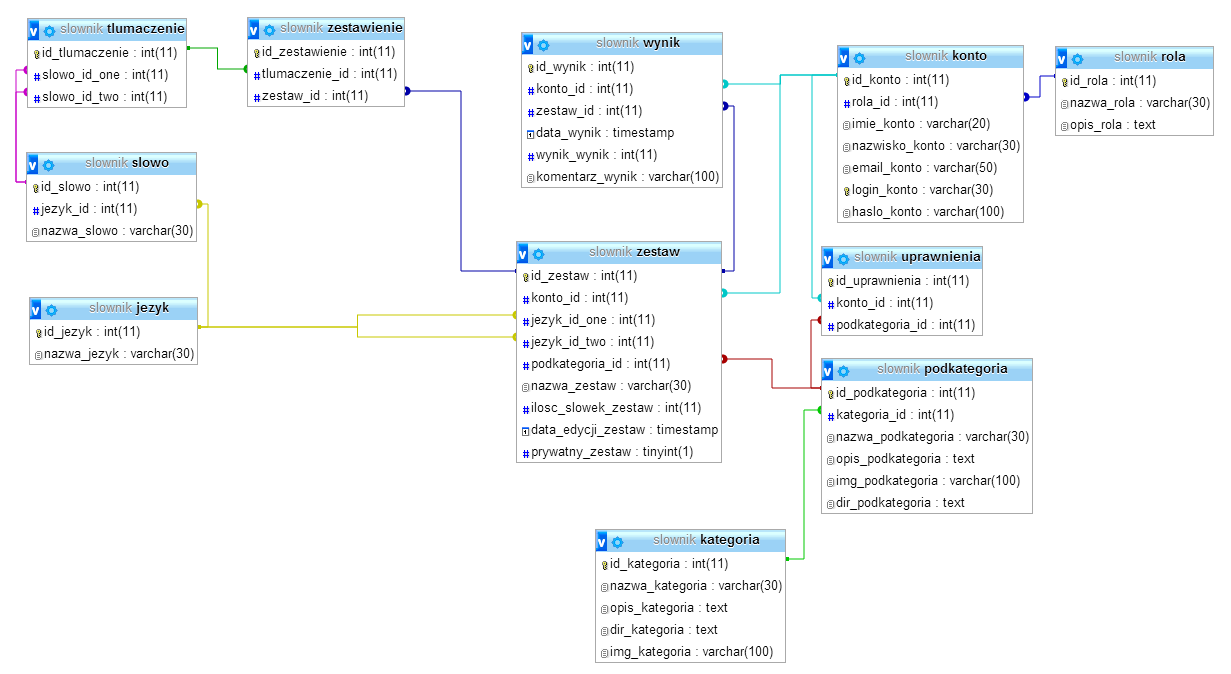 slownik tlumaczenie
id_tlumaczenie : int(11)
slowo_id_one : int(11)
slowo_id_two : int(11)
slownik zestawienie
id_zestawienie : int(11)
tlumaczenie_id : int(11)
zestaw_id : int(11)
slownik wynik
id_wynik : int(11)
konto_id : int(11)
zestaw_id : int(11)
data_wynik : timestamp
wynik_wynik : int(11)
komentarz_wynik : varchar(100)
slownik konto
id_konto : int(11)
rola_id : int(11)
imie_konto : varchar(20)
nazwisko_konto : varchar(30)
email_konto : varchar(50)
login_konto : varchar(30)
haslo_konto : varchar(100)
slownik rola
id_rola : int(11)
nazwa_rola : varchar(30)
opis_rola : text
slownik slowo
id_slowo : int(11)
jezyk_id : int(11)
nazwa_slowo : varchar(30)
slownik jezyk
id_jezyk : int(11)
nazwa_jezyk : varchar(30)
slownik zestaw
id_zestaw : int(11)
konto_id : int(11)
jezyk_id_one : int(11)
jezyk_id_two : int(11)
podkategoria_id : int(11)
nazwa_zestaw : varchar(30)
ilosc_slowek_zestaw : int(11)
data_edycji_zestaw : timestamp
prywatny_zestaw : tinyint(1)
slownik uprawnienia
id_uprawnienia : int(11)
konto_id : int(11)
podkategoria_id : int(11)
slownik podkategoria
id_podkategoria : int(11)
kategoria_id : int(11)
nazwa_podkategoria : varchar(30)
opis_podkategoria : text
img_podkategoria : varchar(100)
dir_podkategoria : text
slownik kategoria
id_kategoria : int(11)
nazwa_kategoria : varchar(30)
opis_kategoria : text
dir_kategoria : text
img_kategoria : varchar(100)